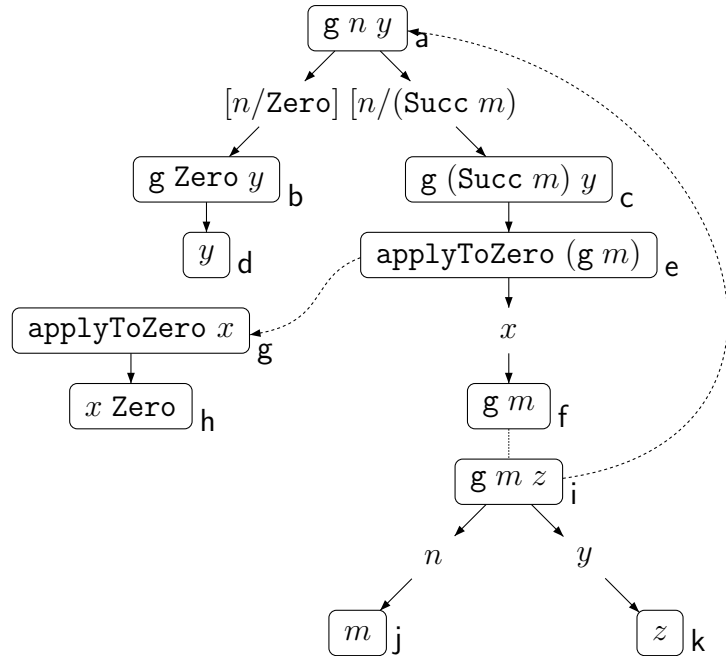 g n y a
[n/Zero] [n/(Succ m)
g Zero y b
g (Succ m) y c
y d
applyToZero (g m) e
applyToZero x g
x
x Zero h
g m f
g m z i
n
y
m j
z k